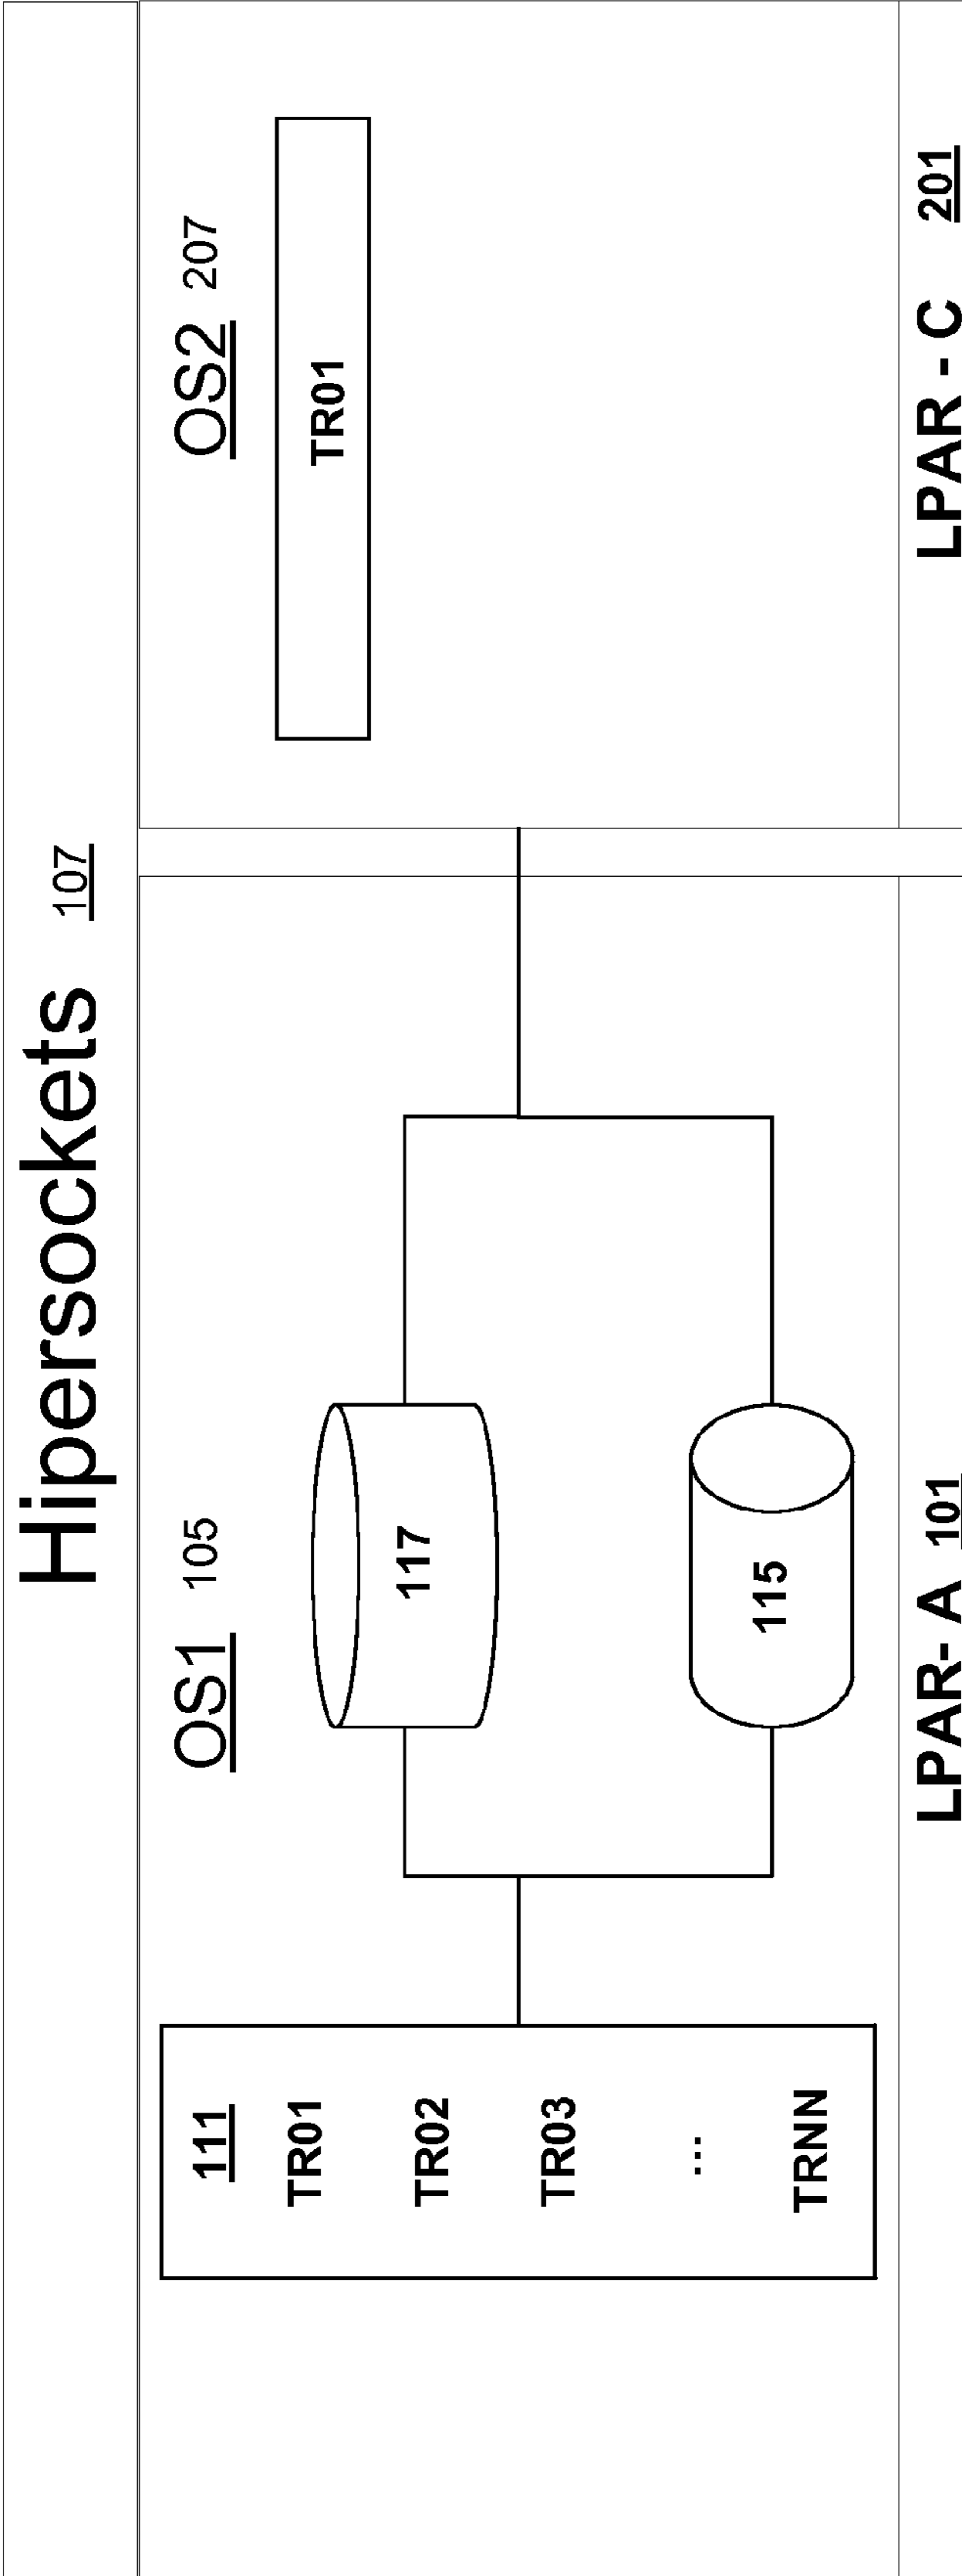 Hipersockets 107
OS1 105
111
TR01
TR02
TR03
...
TRNN
117
115
LPAR- A 101
OS2 207
TR01
LPAR - C 201